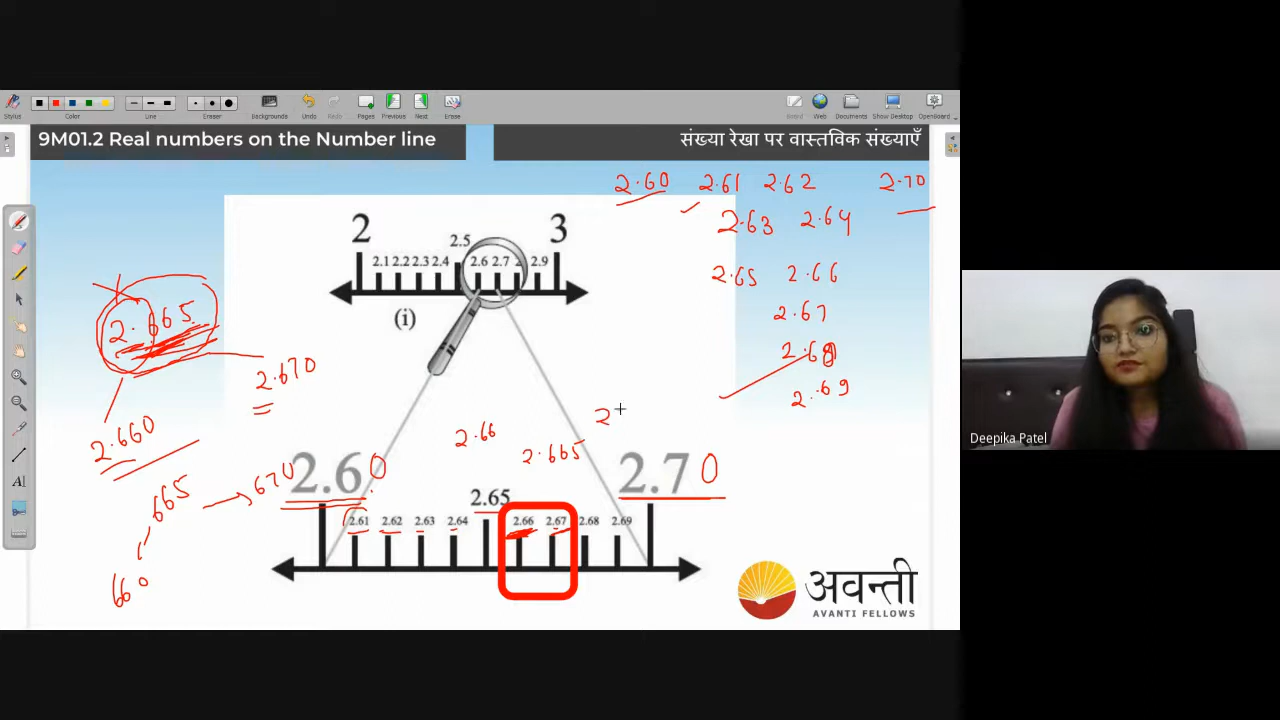 Stylus Color Line Eraser Backgrounds Undo Redo Pages Previous Next Erase Board Web Documents Show Desktop OpenBoard
9M01.2 Real numbers on the Number line
संख्या रेखा पर वास्तविक संख्याएँ
2.60 2.61 2.62 2.70
2.63 2.64
2 2.5 3
2.1 2.2 2.3 2.4 2.6 2.7 2.9
2.65 2.66
2.67
(i)
2.665
2.68
2.670
2.69
2.660
2.66
2
2.665
665 670
2.60
2.70
2.65
2.61 2.62 2.63 2.64 2.66 2.67 2.68 2.69
660
अवन्ती
AVANTI FELLOWS
Deepika Patel
AI